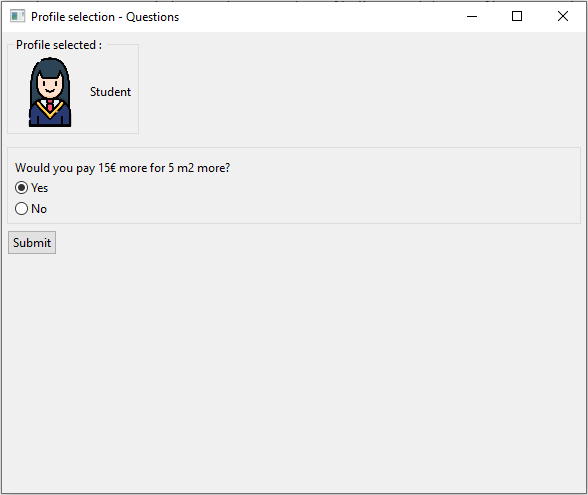 Profile selection - Questions
Profile selected :
Student
Would you pay 15€ more for 5 m2 more?
Yes
No
Submit